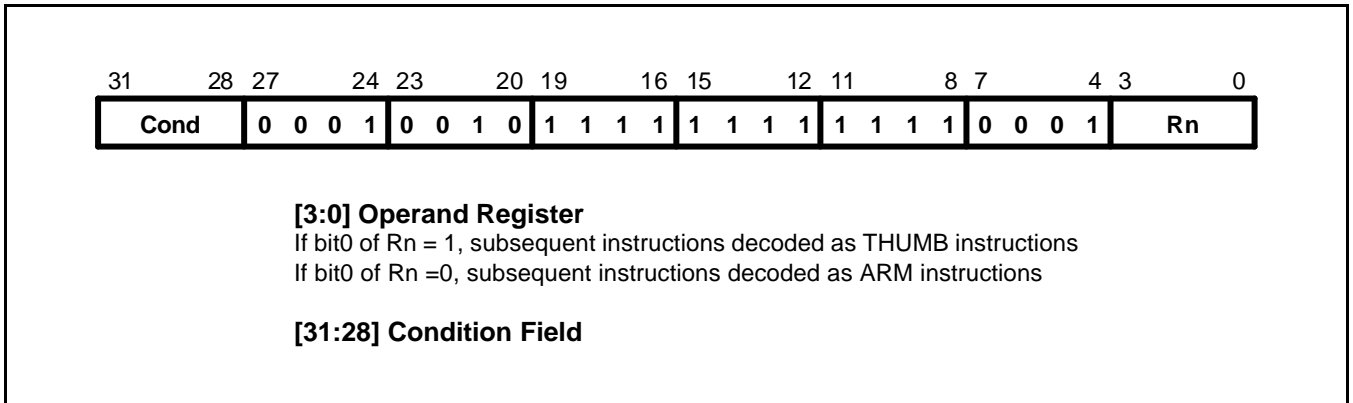 31 28 27 24 23 20 19 16 15 12 11 8 7 4 3 0
Cond 0 0 0 1 0 0 1 0 1 1 1 1 1 1 1 1 1 1 1 1 0 0 0 1 Rn
[3:0] Operand Register
If bit0 of Rn = 1, subsequent instructions decoded as THUMB instructions
If bit0 of Rn =0, subsequent instructions decoded as ARM instructions
[31:28] Condition Field